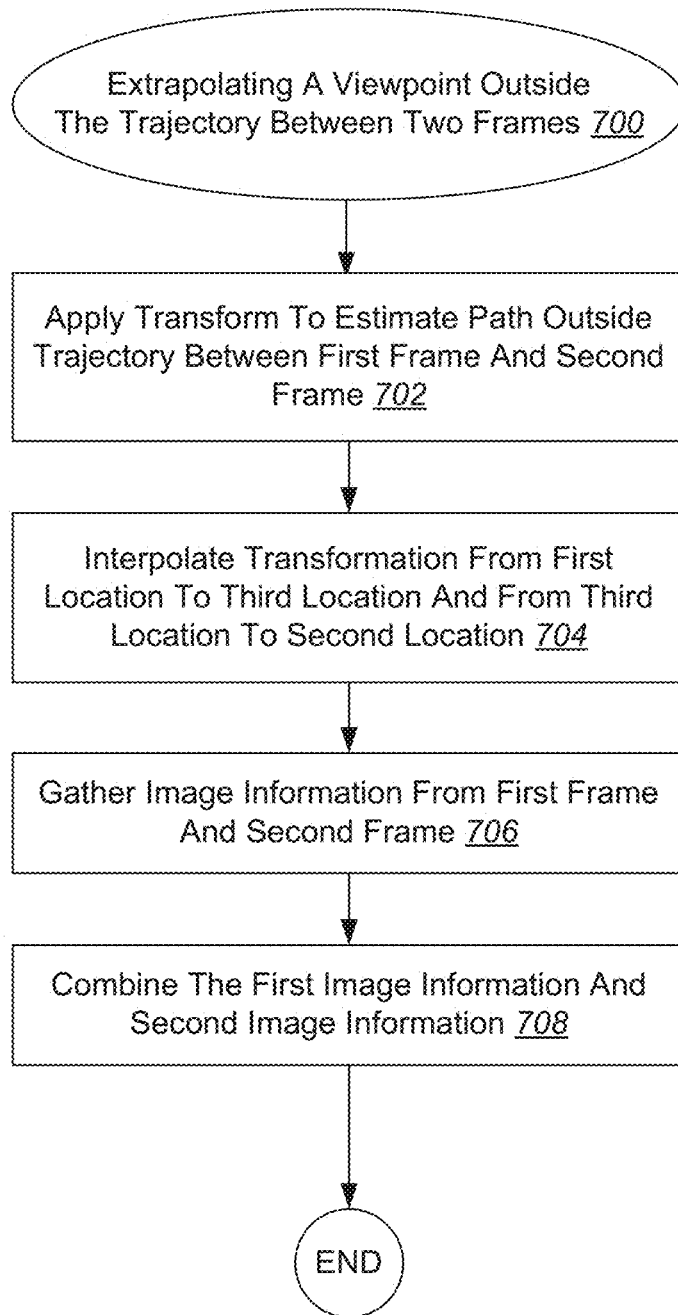 Extrapolating A Viewpoint Outside
The Trajectory Between Two Frames 700
Apply Transform To Estimate Path Outside
Trajectory Between First Frame And Second
Frame 702
Interpolate Transformation From First
Location To Third Location And From Third
Location To Second Location 704
Gather Image Information From First Frame
And Second Frame 706
Combine The First Image Information And
Second Image Information 708
END